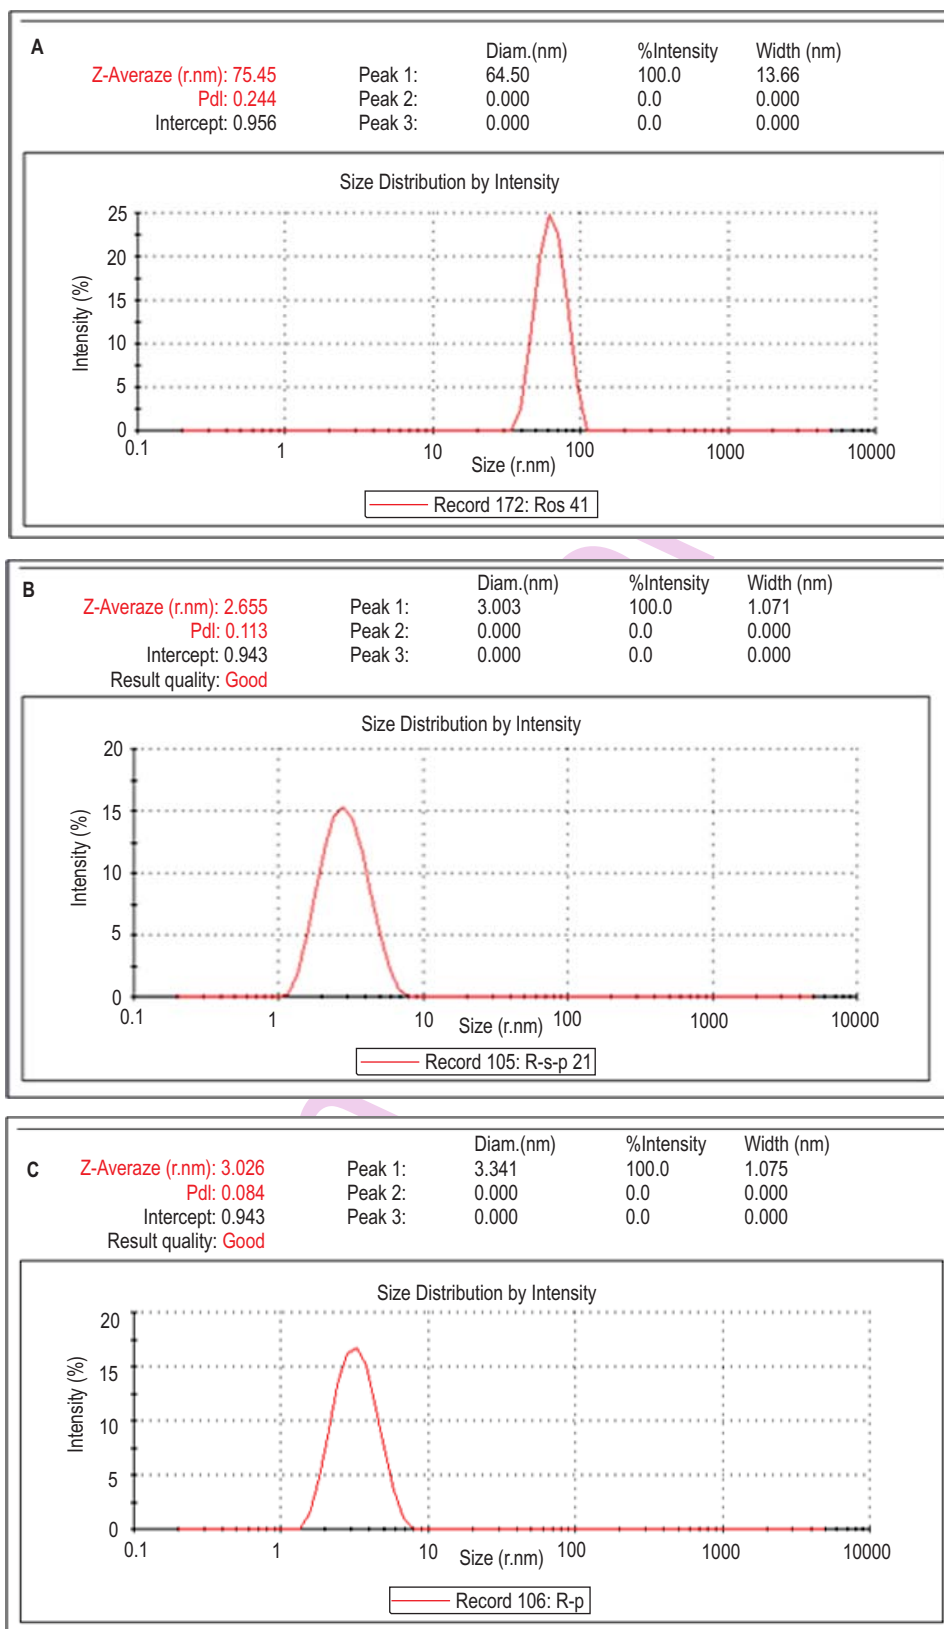 A
Diam.(nm) %Intensity Width (nm)
Z-Averaze (r.nm): 75.45 Peak 1: 64.50 100.0 13.66
Pdl: 0.244 Peak 2: 0.000 0.0 0.000
Intercept: 0.956 Peak 3: 0.000 0.0 0.000
Size Distribution by Intensity
Intensity (%)
25
20
15
10
5
0
0.1 1 10 100 1000 10000
Size (r.nm)
Record 172: Ros 41
B
Diam.(nm) %Intensity Width (nm)
Z-Averaze (r.nm): 2.655 Peak 1: 3.003 100.0 1.071
Pdl: 0.113 Peak 2: 0.000 0.0 0.000
Intercept: 0.943 Peak 3: 0.000 0.0 0.000
Result quality: Good
Size Distribution by Intensity
Intensity (%)
20
15
10
5
0
0.1 1 10 100 1000 10000
Size (r.nm)
Record 105: R-s-p 21
C
Diam.(nm) %Intensity Width (nm)
Z-Averaze (r.nm): 3.026 Peak 1: 3.341 100.0 1.075
Pdl: 0.084 Peak 2: 0.000 0.0 0.000
Intercept: 0.943 Peak 3: 0.000 0.0 0.000
Result quality: Good
Size Distribution by Intensity
Intensity (%)
20
15
10
5
0
0.1 1 10 100 1000 10000
Size (r.nm)
Record 106: R-p